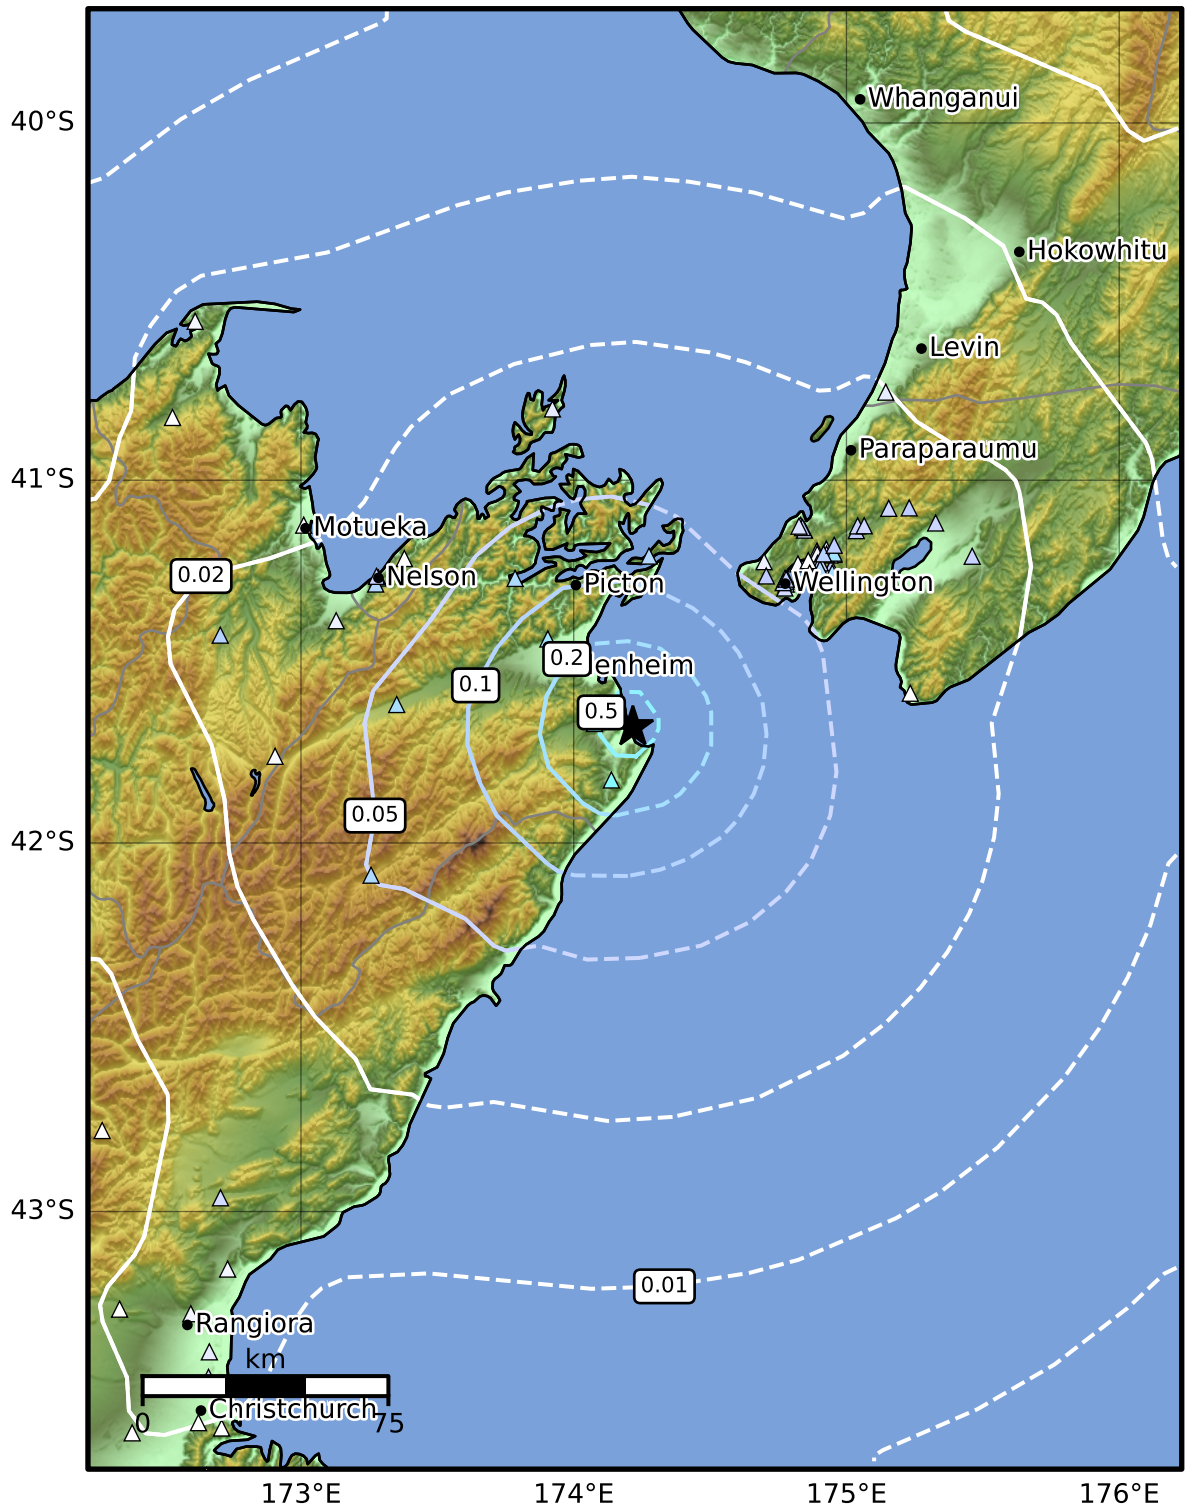 Whanganui
40°S
Hokowhitu
Levin
Paraparaumu
41°S
Motueka
0.02
Nelson
Picton
Wellington
0.2
enheim
0.1
0.5
0.05
42°S
43°S
0.01
Rangiora
km
Christchurch
0
75
173°E
174°E
175°E
176°E